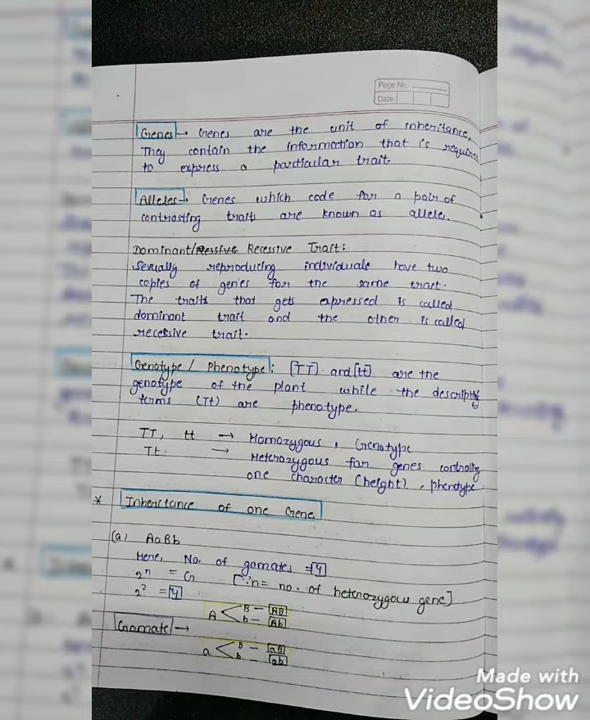 Page No.
Date
Genes → Genes are the unit of inheritance,
They contain the information that is required
to express a particular trait.
Alleles → Genes which code for a pair of
contrasting traits are known as alleles.
Dominant/ Recessive Trait:
Sexually reproducing individuals have two
copies of genes for the same trait.
The traits that gets expressed is called
dominant trait and the other is called
recessive trait.
Genotype / Phenotype: [TT] and [tt] are the
genotype of the plant while the descriptive
terms (Tt) are phenotype.
TT, tt → Homozygous, Genotype
Tt. → Heterozygous for genes controlling
one character (height), phenotype
* Inheritance of one Gene
(a) AaBb
Here, No. of gamates = 4
2ⁿ = G [∵ n = no. of heterozygous gene]
2² = 4
A < B - AB
b - Ab
Gamate →
a < B - aB
b - ab
Made with
VideoShow